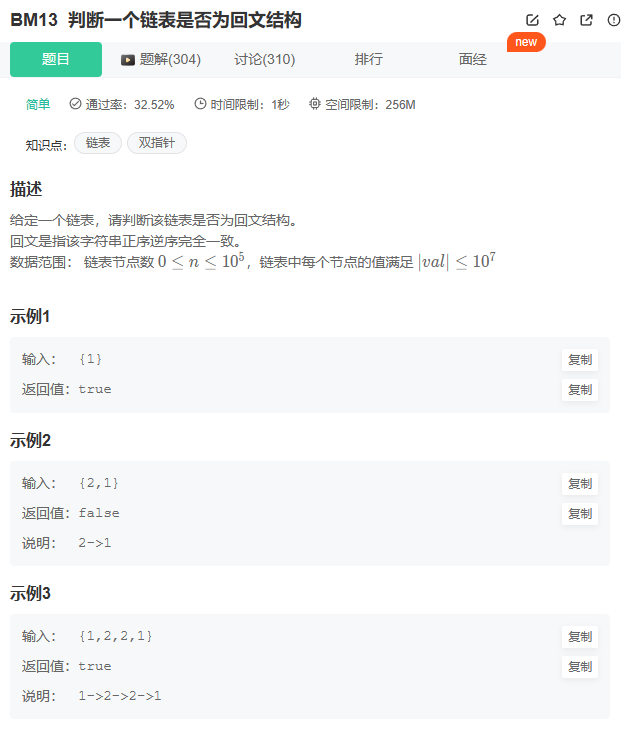 BM13 判断一个链表是否为回文结构
new
题目 题解(304) 讨论(310) 排行 面经
简单 通过率：32.52% 时间限制：1秒 空间限制：256M
知识点： 链表 双指针
描述
给定一个链表，请判断该链表是否为回文结构。
回文是指该字符串正序逆序完全一致。
数据范围： 链表节点数 0 ≤ n ≤ 10^5，链表中每个节点的值满足 |val| ≤ 10^7
示例1
输入： {1} 复制
返回值：true 复制
示例2
输入： {2,1} 复制
返回值：false 复制
说明： 2->1
示例3
输入： {1,2,2,1} 复制
返回值：true 复制
说明： 1->2->2->1